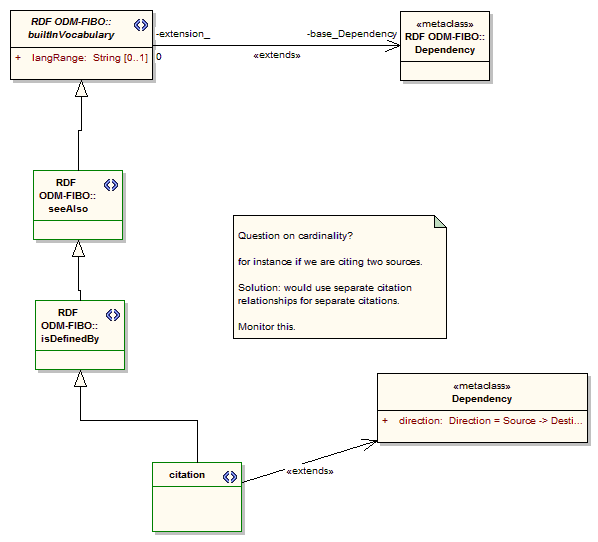 RDF ODM-FIBO::
builtInVocabulary
+ langRange: String [0..1]
-extension_
0
-base_Dependency
«extends»
«metaclass»
RDF ODM-FIBO::
Dependency
RDF
ODM-FIBO::
seeAlso
Question on cardinality?
for instance if we are citing two sources.
Solution: would use separate citation
relationships for separate citations.
Monitor this.
RDF
ODM-FIBO::
isDefinedBy
«metaclass»
Dependency
+ direction: Direction = Source -> Desti...
citation
«extends»